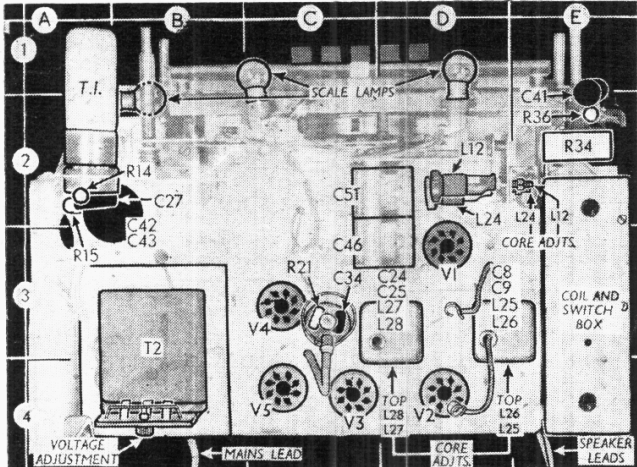 A
B
C
D
E
1
T.I.
SCALE LAMPS
C41
R36
R34
2
R14
C27
C42
C43
R15
C51
C46
L12
L24
L24
L12
CORE ADJTS.
V1
3
R21
C34
C24
C25
L27
L28
C8
C9
L25
L26
COIL AND
SWITCH
BOX
V4
T2
4
V5
V3
TOP
L28
L27
V2
TOP
L26
L25
VOLTAGE
ADJUSTMENT
MAINS LEAD
CORE
ADJTS.
SPEAKER
LEADS